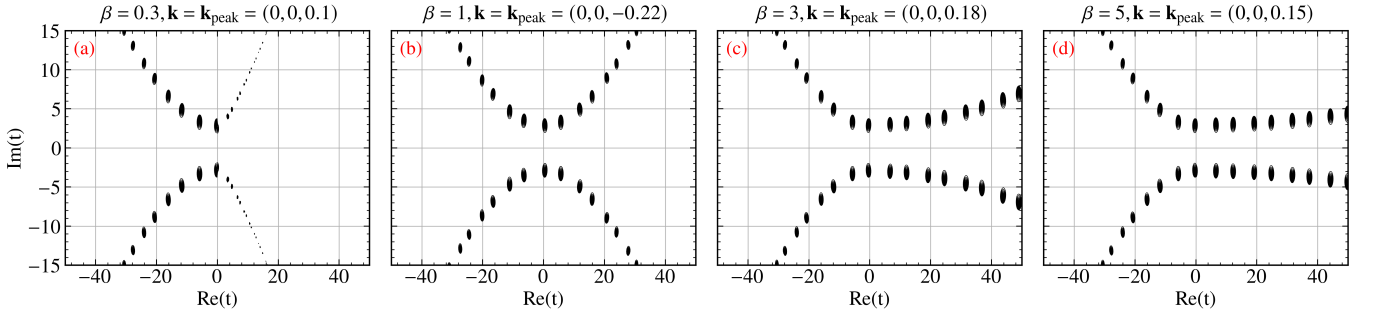 β = 0.3, k = k_peak = (0, 0, 0.1)
β = 1, k = k_peak = (0, 0, −0.22)
β = 3, k = k_peak = (0, 0, 0.18)
β = 5, k = k_peak = (0, 0, 0.15)
(a)
(b)
(c)
(d)
15
10
5
0
−5
−10
−15
Im(t)
−40 −20 0 20 40
−40 −20 0 20 40
−40 −20 0 20 40
−40 −20 0 20 40
Re(t)
Re(t)
Re(t)
Re(t)